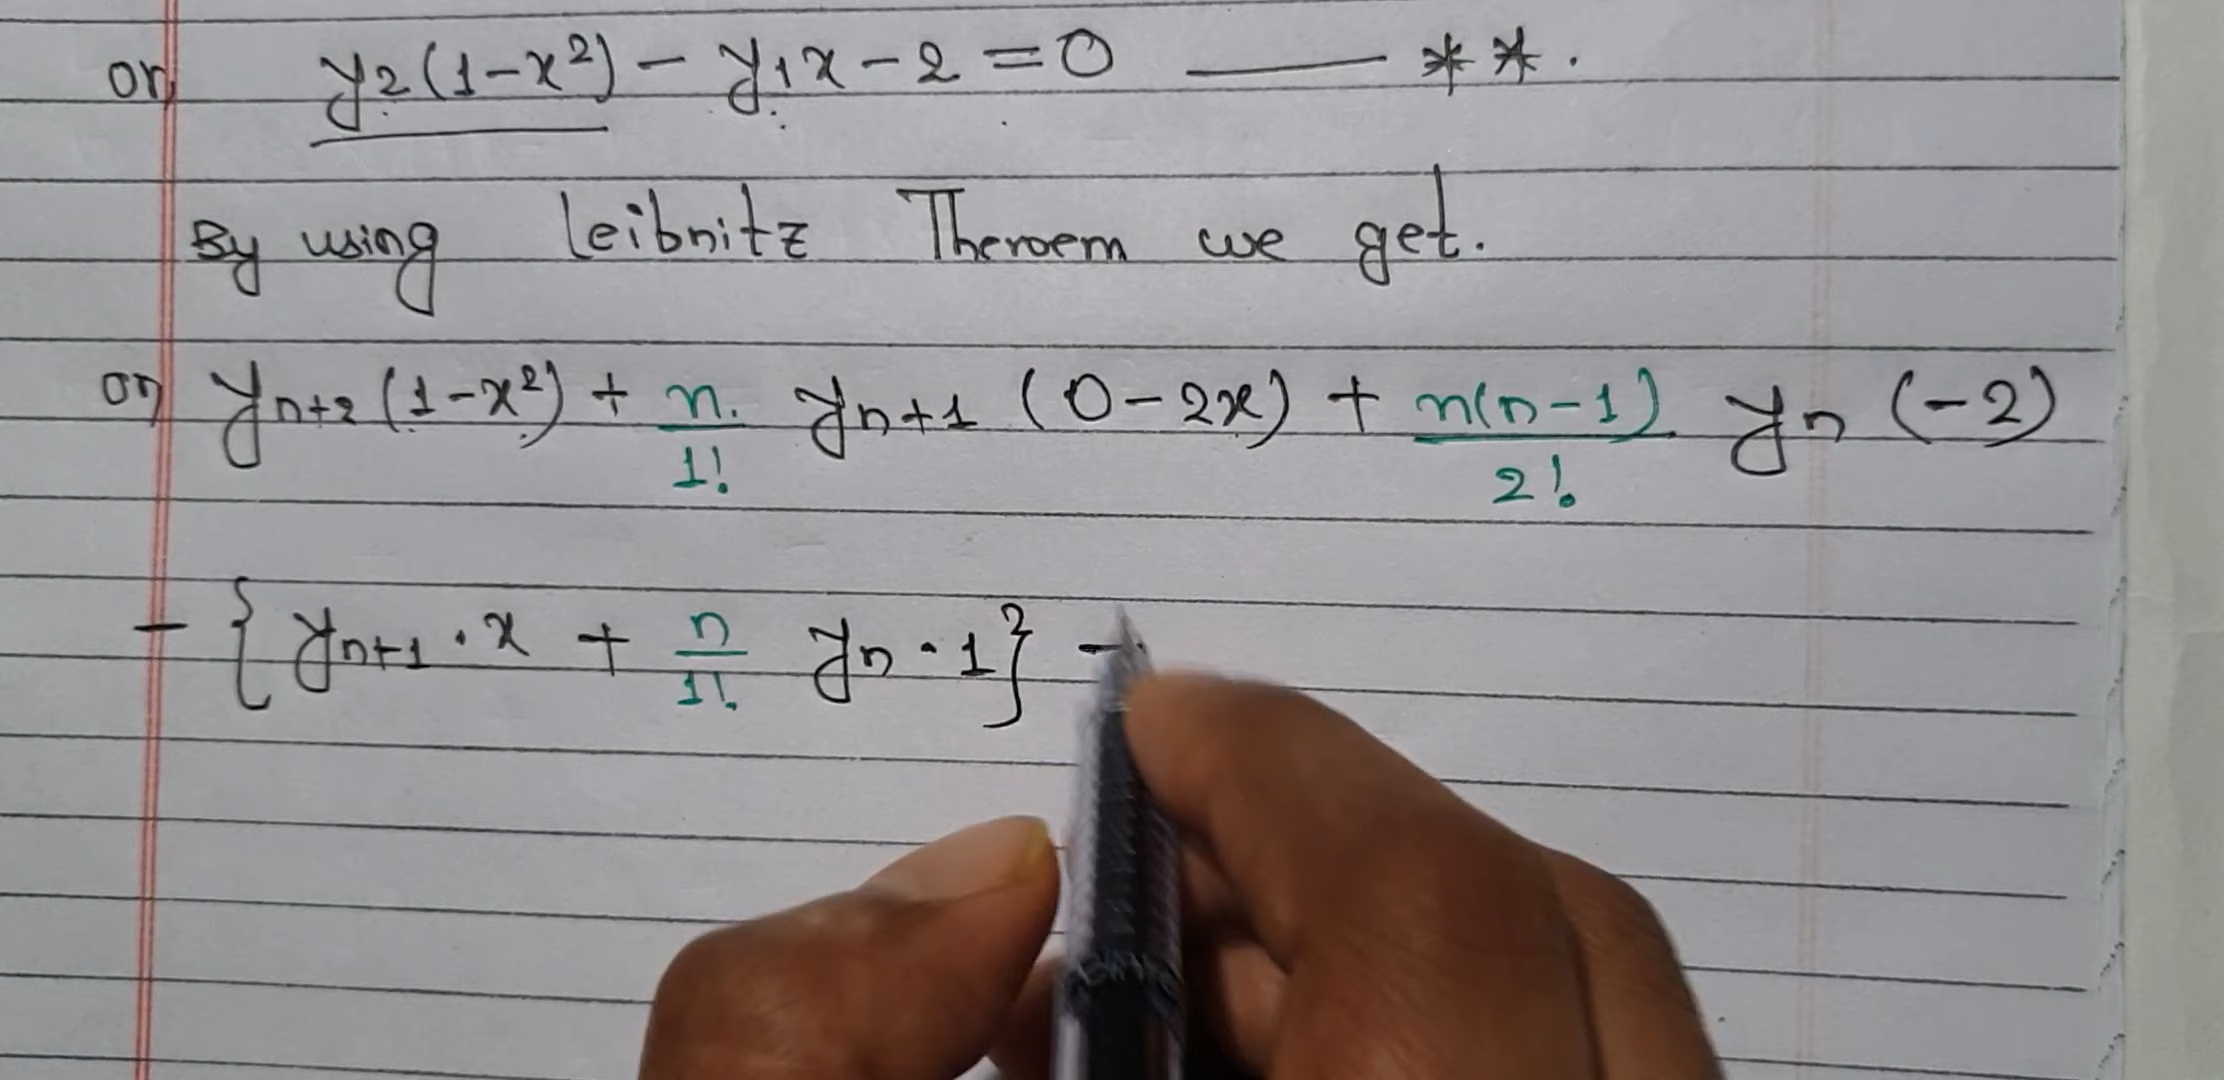 or, y₂(1-x²) - y₁x - 2 = 0 —— **.
By using leibnitz Theroem we get.
or, yₙ₊₂(1-x²) + n/1! yₙ₊₁ (0-2x) + n(n-1)/2! yₙ (-2)
- {yₙ₊₁ · x + n/1! yₙ · 1} -